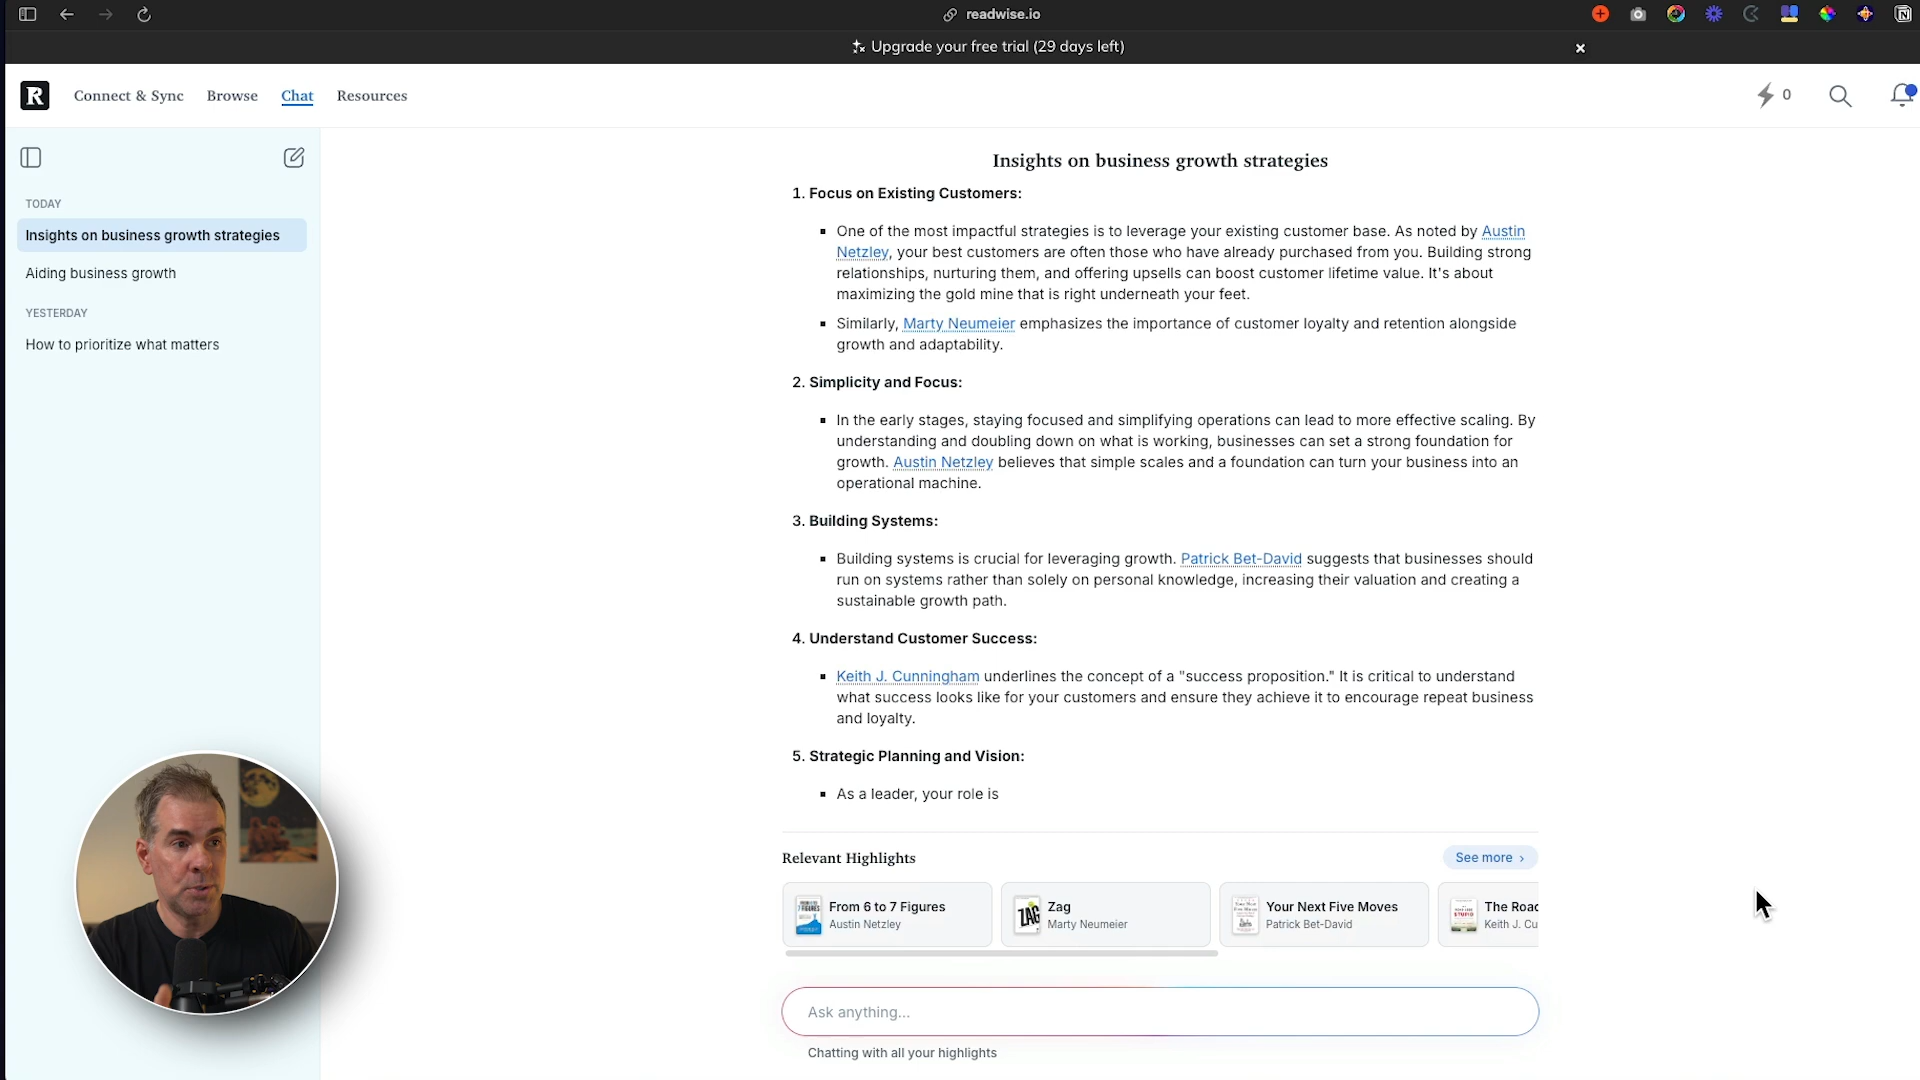 readwise.io
Upgrade your free trial (29 days left)
R
Connect & Sync
Browse
Chat
Resources
0
TODAY
Insights on business growth strategies
Aiding business growth
YESTERDAY
How to prioritize what matters
Insights on business growth strategies
1. Focus on Existing Customers:
▪ One of the most impactful strategies is to leverage your existing customer base. As noted by Austin
Netzley, your best customers are often those who have already purchased from you. Building strong
relationships, nurturing them, and offering upsells can boost customer lifetime value. It's about
maximizing the gold mine that is right underneath your feet.
▪ Similarly, Marty Neumeier emphasizes the importance of customer loyalty and retention alongside
growth and adaptability.
2. Simplicity and Focus:
▪ In the early stages, staying focused and simplifying operations can lead to more effective scaling. By
understanding and doubling down on what is working, businesses can set a strong foundation for
growth. Austin Netzley believes that simple scales and a foundation can turn your business into an
operational machine.
3. Building Systems:
▪ Building systems is crucial for leveraging growth. Patrick Bet-David suggests that businesses should
run on systems rather than solely on personal knowledge, increasing their valuation and creating a
sustainable growth path.
4. Understand Customer Success:
▪ Keith J. Cunningham underlines the concept of a "success proposition." It is critical to understand
what success looks like for your customers and ensure they achieve it to encourage repeat business
and loyalty.
5. Strategic Planning and Vision:
▪ As a leader, your role is
Relevant Highlights
See more ›
From 6 to 7 Figures
Austin Netzley
ZAG
Zag
Marty Neumeier
Your Next Five Moves
Patrick Bet-David
The Road
Keith J. Cu
Ask anything...
Chatting with all your highlights